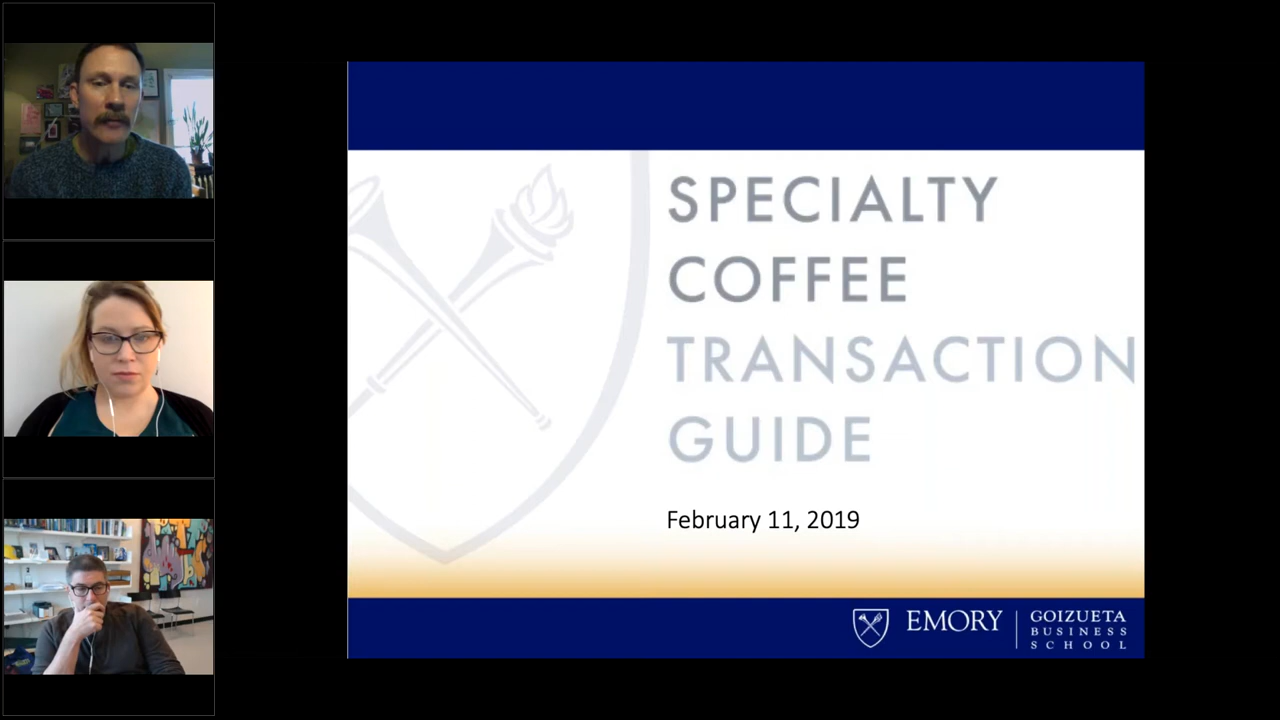 SPECIALTY
COFFEE
TRANSACTION
GUIDE
February 11, 2019
EMORY
GOIZUETA
BUSINESS
SCHOOL